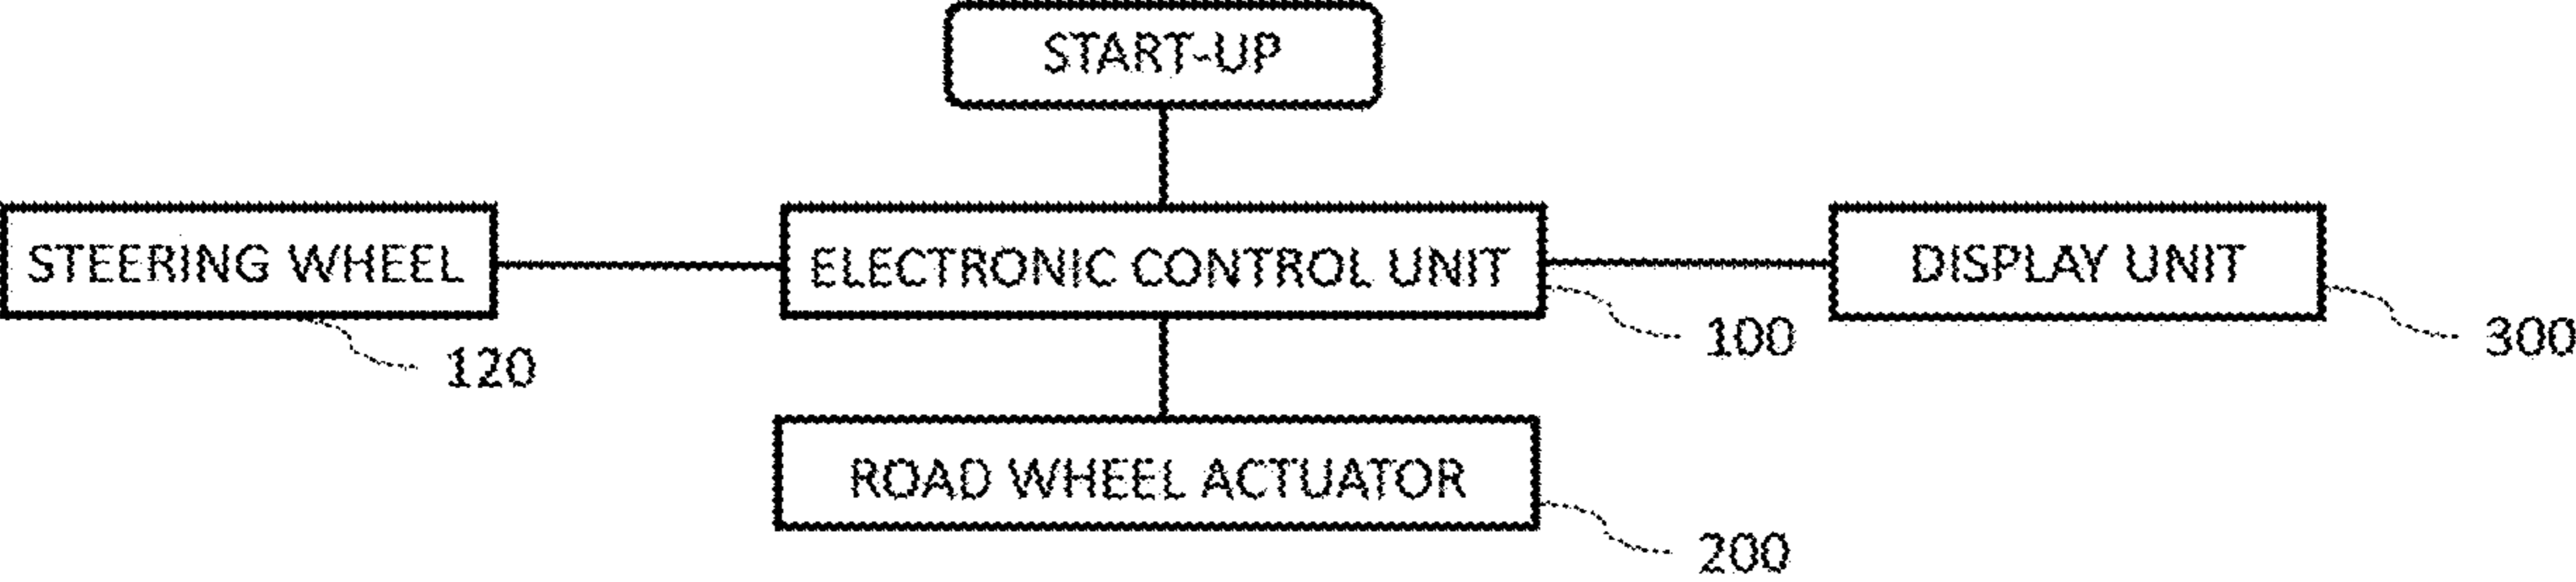 START-UP
STEERING WHEEL
ELECTRONIC CONTROL UNIT
DISPLAY UNIT
120
100
300
ROAD WHEEL ACTUATOR
200